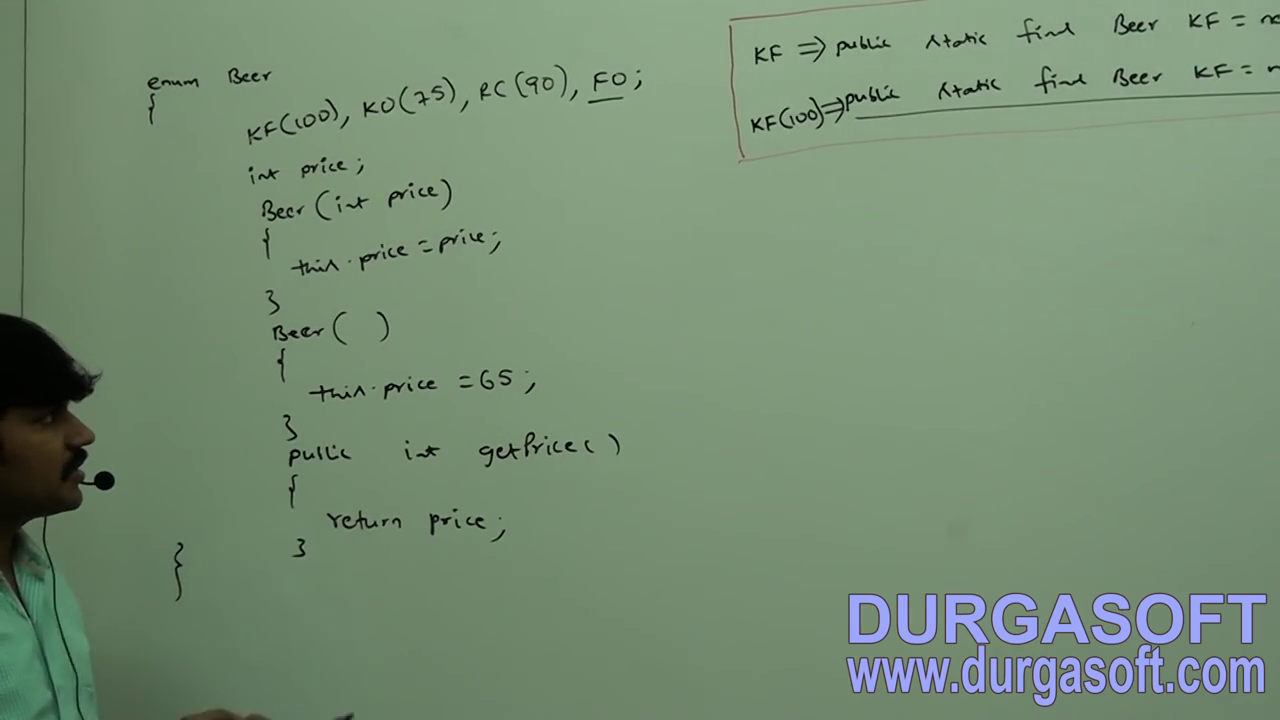 enum Beer
{
KF(100), KO(75), RC(90), FO;
int price;
Beer(int price)
{
this.price = price;
}
Beer( )
{
this.price = 65;
}
public int getPrice( )
{
return price;
}
}
KF => public static final Beer KF = ne
KF(100) => public static final Beer KF = n
DURGASOFT
www.durgasoft.com